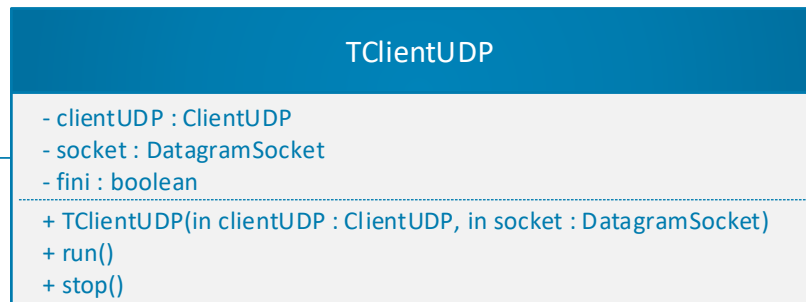 TClientUDP
- clientUDP : ClientUDP
- socket : DatagramSocket
- fini : boolean
+ TClientUDP(in clientUDP : ClientUDP, in socket : DatagramSocket)
+ run()
+ stop()